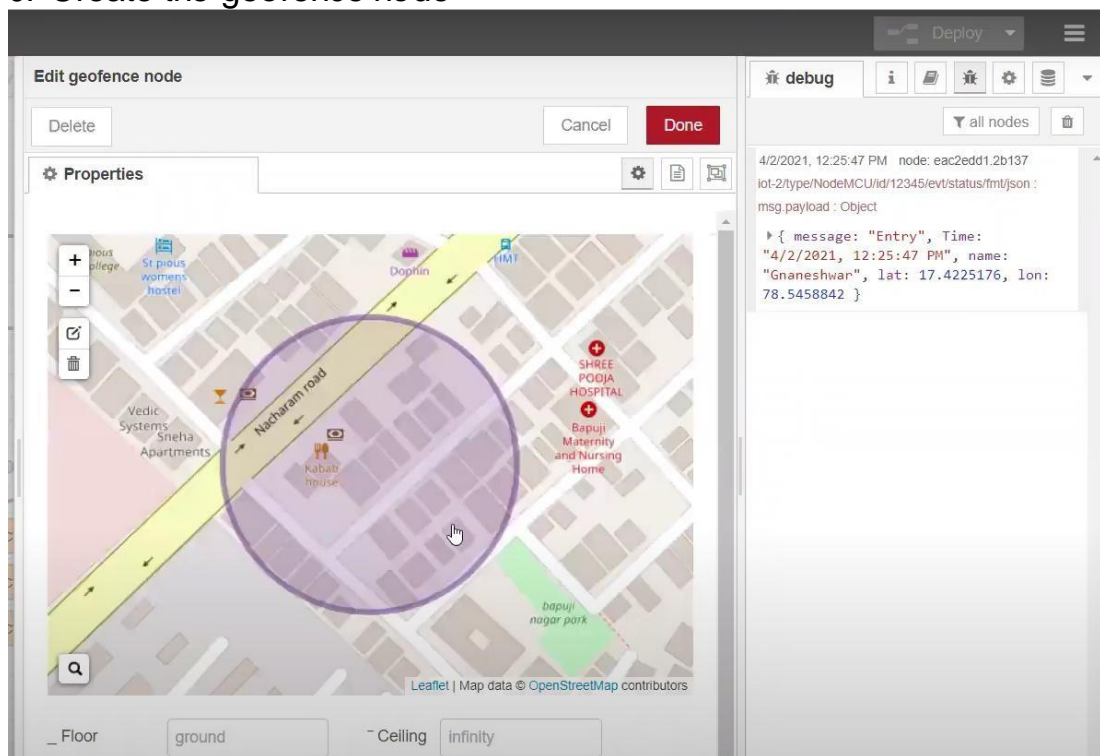 Deploy
Edit geofence node
Delete
Cancel
Done
Properties
+
−
St pious
womens
hostel
Dophin
HMT
Nacharam road
SHREE
POOJA
HOSPITAL
Bapuji
Maternity
and Nursing
Home
Vedic
Systems
Sneha
Apartments
Kabab
house
bapuji
nagar park
Leaflet | Map data © OpenStreetMap contributors
Floor
ground
Ceiling
infinity
debug
i
all nodes
4/2/2021, 12:25:47 PM node: eac2edd1.2b137
iot-2/type/NodeMCU/id/12345/evt/status/fmt/json :
msg.payload : Object
{ message: "Entry", Time:
"4/2/2021, 12:25:47 PM", name:
"Gnaneshwar", lat: 17.4225176, lon:
78.5458842 }